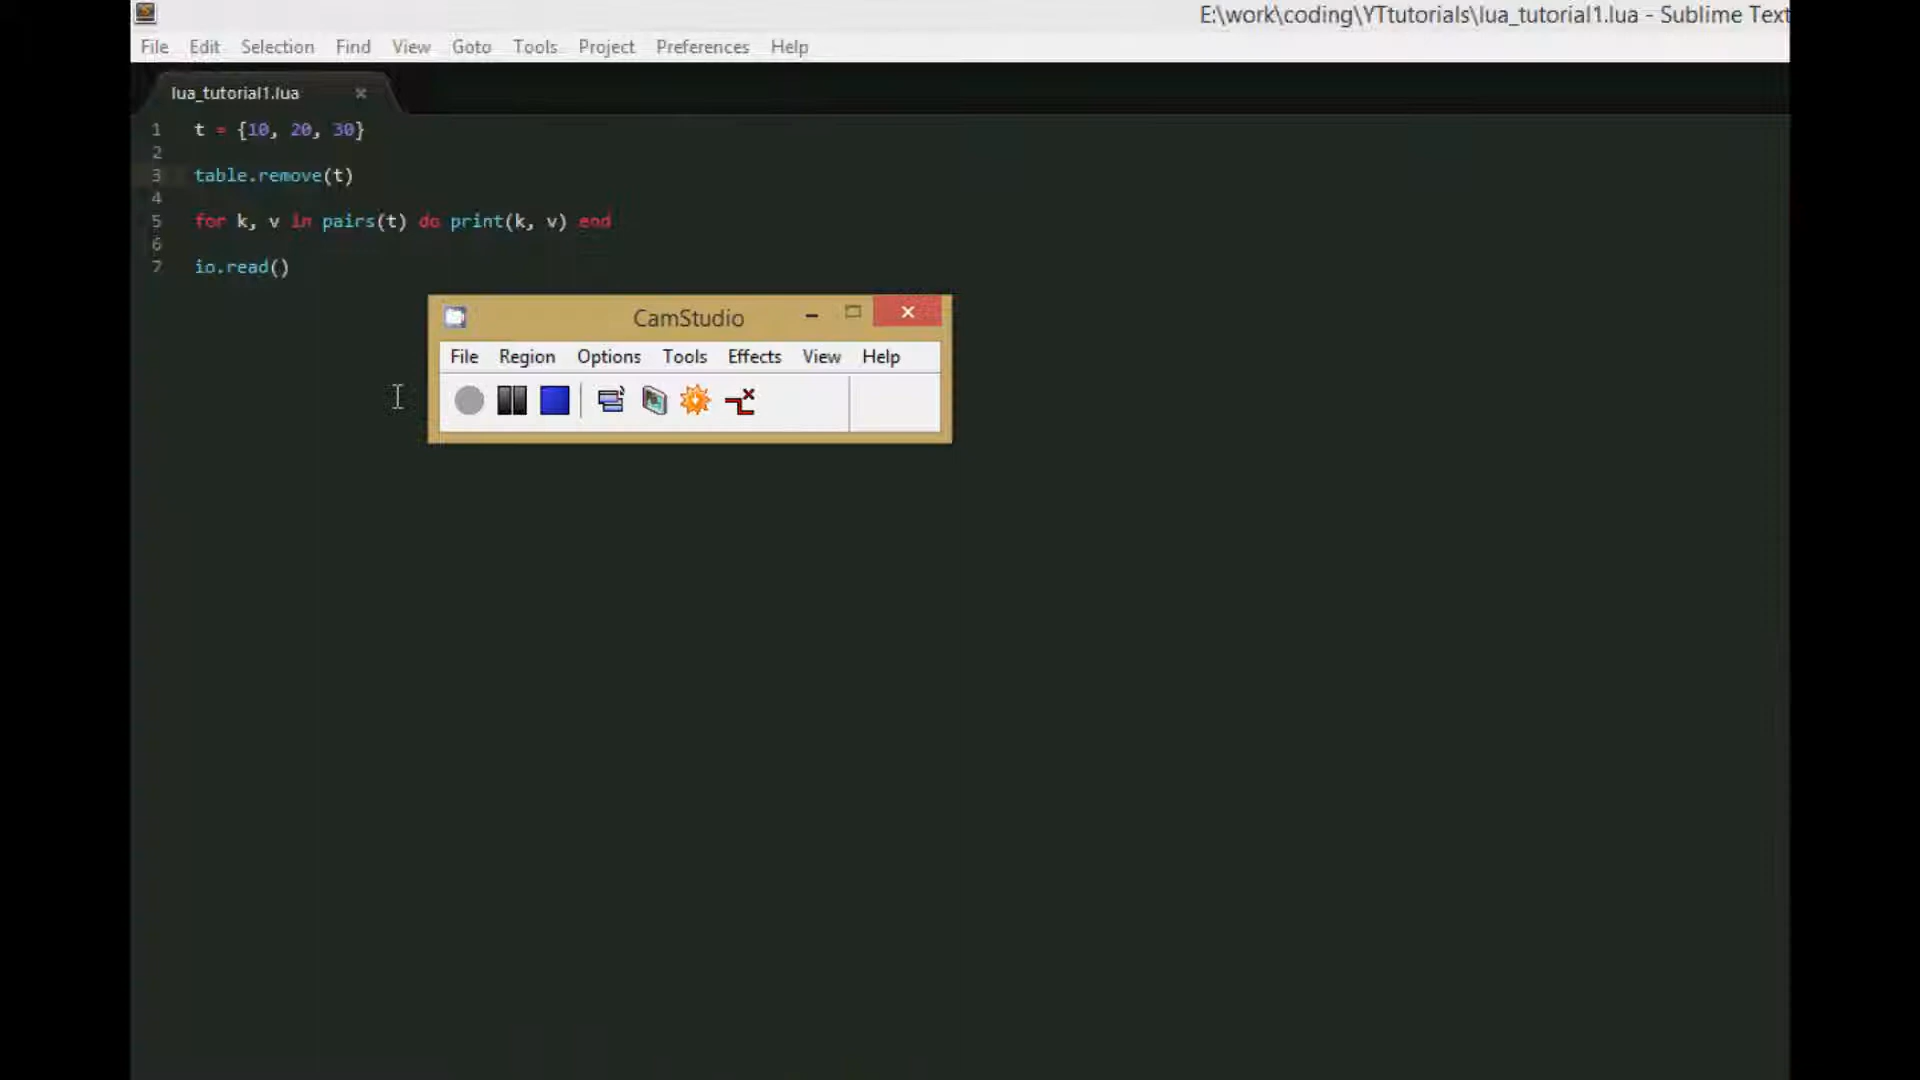 E:\work\coding\YTtutorials\lua_tutorial1.lua - Sublime Text
File Edit Selection Find View Goto Tools Project Preferences Help
lua_tutorial1.lua
1 t = {10, 20, 30}
2
3 table.remove(t)
4
5 for k, v in pairs(t) do print(k, v) end
6
7 io.read()
CamStudio
File Region Options Tools Effects View Help